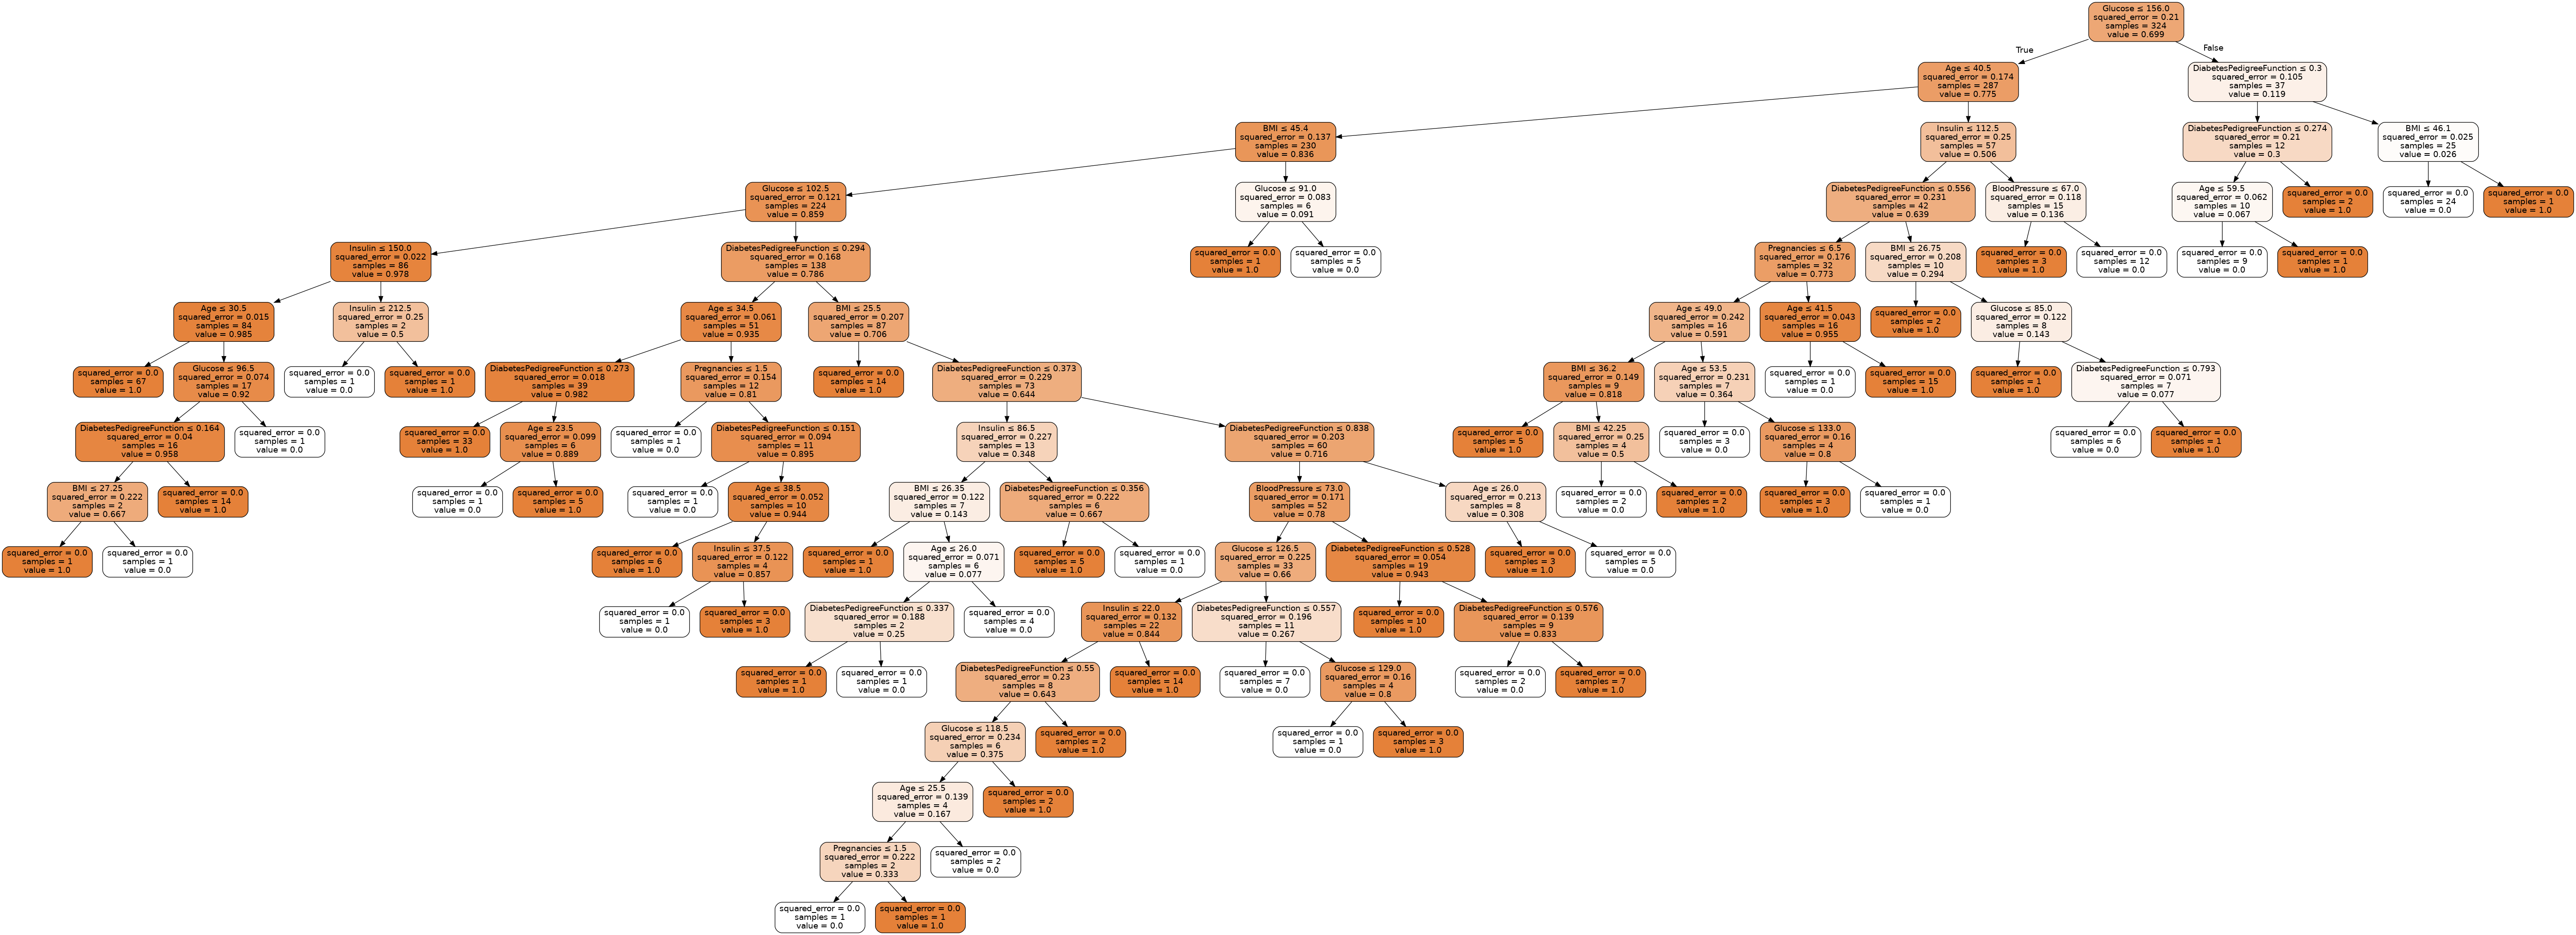 Glucose ≤ 156.0
squared_error = 0.21
samples = 324
value = 0.699
True
False
Age ≤ 40.5
squared_error = 0.174
samples = 287
value = 0.775
DiabetesPedigreeFunction ≤ 0.3
squared_error = 0.105
samples = 37
value = 0.119
BMI ≤ 45.4
squared_error = 0.137
samples = 230
value = 0.836
Insulin ≤ 112.5
squared_error = 0.25
samples = 57
value = 0.506
DiabetesPedigreeFunction ≤ 0.274
squared_error = 0.21
samples = 12
value = 0.3
BMI ≤ 46.1
squared_error = 0.025
samples = 25
value = 0.026
Glucose ≤ 102.5
squared_error = 0.121
samples = 224
value = 0.859
Glucose ≤ 91.0
squared_error = 0.083
samples = 6
value = 0.091
DiabetesPedigreeFunction ≤ 0.556
squared_error = 0.231
samples = 42
value = 0.639
BloodPressure ≤ 67.0
squared_error = 0.118
samples = 15
value = 0.136
Age ≤ 59.5
squared_error = 0.062
samples = 10
value = 0.067
squared_error = 0.0
samples = 2
value = 1.0
squared_error = 0.0
samples = 24
value = 0.0
squared_error = 0.0
samples = 1
value = 1.0
Insulin ≤ 150.0
squared_error = 0.022
samples = 86
value = 0.978
DiabetesPedigreeFunction ≤ 0.294
squared_error = 0.168
samples = 138
value = 0.786
squared_error = 0.0
samples = 1
value = 1.0
squared_error = 0.0
samples = 5
value = 0.0
Pregnancies ≤ 6.5
squared_error = 0.176
samples = 32
value = 0.773
BMI ≤ 26.75
squared_error = 0.208
samples = 10
value = 0.294
squared_error = 0.0
samples = 3
value = 1.0
squared_error = 0.0
samples = 12
value = 0.0
squared_error = 0.0
samples = 9
value = 0.0
squared_error = 0.0
samples = 1
value = 1.0
Age ≤ 30.5
squared_error = 0.015
samples = 84
value = 0.985
Insulin ≤ 212.5
squared_error = 0.25
samples = 2
value = 0.5
Age ≤ 34.5
squared_error = 0.061
samples = 51
value = 0.935
BMI ≤ 25.5
squared_error = 0.207
samples = 87
value = 0.706
Age ≤ 49.0
squared_error = 0.242
samples = 16
value = 0.591
Age ≤ 41.5
squared_error = 0.043
samples = 16
value = 0.955
squared_error = 0.0
samples = 2
value = 1.0
Glucose ≤ 85.0
squared_error = 0.122
samples = 8
value = 0.143
squared_error = 0.0
samples = 67
value = 1.0
Glucose ≤ 96.5
squared_error = 0.074
samples = 17
value = 0.92
squared_error = 0.0
samples = 1
value = 0.0
squared_error = 0.0
samples = 1
value = 1.0
DiabetesPedigreeFunction ≤ 0.273
squared_error = 0.018
samples = 39
value = 0.982
Pregnancies ≤ 1.5
squared_error = 0.154
samples = 12
value = 0.81
squared_error = 0.0
samples = 14
value = 1.0
DiabetesPedigreeFunction ≤ 0.373
squared_error = 0.229
samples = 73
value = 0.644
BMI ≤ 36.2
squared_error = 0.149
samples = 9
value = 0.818
Age ≤ 53.5
squared_error = 0.231
samples = 7
value = 0.364
squared_error = 0.0
samples = 1
value = 0.0
squared_error = 0.0
samples = 15
value = 1.0
squared_error = 0.0
samples = 1
value = 1.0
DiabetesPedigreeFunction ≤ 0.793
squared_error = 0.071
samples = 7
value = 0.077
DiabetesPedigreeFunction ≤ 0.164
squared_error = 0.04
samples = 16
value = 0.958
squared_error = 0.0
samples = 1
value = 0.0
squared_error = 0.0
samples = 33
value = 1.0
Age ≤ 23.5
squared_error = 0.099
samples = 6
value = 0.889
squared_error = 0.0
samples = 1
value = 0.0
DiabetesPedigreeFunction ≤ 0.151
squared_error = 0.094
samples = 11
value = 0.895
Insulin ≤ 86.5
squared_error = 0.227
samples = 13
value = 0.348
DiabetesPedigreeFunction ≤ 0.838
squared_error = 0.203
samples = 60
value = 0.716
squared_error = 0.0
samples = 5
value = 1.0
BMI ≤ 42.25
squared_error = 0.25
samples = 4
value = 0.5
squared_error = 0.0
samples = 3
value = 0.0
Glucose ≤ 133.0
squared_error = 0.16
samples = 4
value = 0.8
squared_error = 0.0
samples = 6
value = 0.0
squared_error = 0.0
samples = 1
value = 1.0
BMI ≤ 27.25
squared_error = 0.222
samples = 2
value = 0.667
squared_error = 0.0
samples = 14
value = 1.0
squared_error = 0.0
samples = 1
value = 0.0
squared_error = 0.0
samples = 5
value = 1.0
squared_error = 0.0
samples = 1
value = 0.0
Age ≤ 38.5
squared_error = 0.052
samples = 10
value = 0.944
BMI ≤ 26.35
squared_error = 0.122
samples = 7
value = 0.143
DiabetesPedigreeFunction ≤ 0.356
squared_error = 0.222
samples = 6
value = 0.667
BloodPressure ≤ 73.0
squared_error = 0.171
samples = 52
value = 0.78
Age ≤ 26.0
squared_error = 0.213
samples = 8
value = 0.308
squared_error = 0.0
samples = 2
value = 0.0
squared_error = 0.0
samples = 2
value = 1.0
squared_error = 0.0
samples = 3
value = 1.0
squared_error = 0.0
samples = 1
value = 0.0
squared_error = 0.0
samples = 1
value = 1.0
squared_error = 0.0
samples = 1
value = 0.0
squared_error = 0.0
samples = 6
value = 1.0
Insulin ≤ 37.5
squared_error = 0.122
samples = 4
value = 0.857
squared_error = 0.0
samples = 1
value = 1.0
Age ≤ 26.0
squared_error = 0.071
samples = 6
value = 0.077
squared_error = 0.0
samples = 5
value = 1.0
squared_error = 0.0
samples = 1
value = 0.0
Glucose ≤ 126.5
squared_error = 0.225
samples = 33
value = 0.66
DiabetesPedigreeFunction ≤ 0.528
squared_error = 0.054
samples = 19
value = 0.943
squared_error = 0.0
samples = 3
value = 1.0
squared_error = 0.0
samples = 5
value = 0.0
squared_error = 0.0
samples = 1
value = 0.0
squared_error = 0.0
samples = 3
value = 1.0
DiabetesPedigreeFunction ≤ 0.337
squared_error = 0.188
samples = 2
value = 0.25
squared_error = 0.0
samples = 4
value = 0.0
Insulin ≤ 22.0
squared_error = 0.132
samples = 22
value = 0.844
DiabetesPedigreeFunction ≤ 0.557
squared_error = 0.196
samples = 11
value = 0.267
squared_error = 0.0
samples = 10
value = 1.0
DiabetesPedigreeFunction ≤ 0.576
squared_error = 0.139
samples = 9
value = 0.833
squared_error = 0.0
samples = 1
value = 1.0
squared_error = 0.0
samples = 1
value = 0.0
DiabetesPedigreeFunction ≤ 0.55
squared_error = 0.23
samples = 8
value = 0.643
squared_error = 0.0
samples = 14
value = 1.0
squared_error = 0.0
samples = 7
value = 0.0
Glucose ≤ 129.0
squared_error = 0.16
samples = 4
value = 0.8
squared_error = 0.0
samples = 2
value = 0.0
squared_error = 0.0
samples = 7
value = 1.0
Glucose ≤ 118.5
squared_error = 0.234
samples = 6
value = 0.375
squared_error = 0.0
samples = 2
value = 1.0
squared_error = 0.0
samples = 1
value = 0.0
squared_error = 0.0
samples = 3
value = 1.0
Age ≤ 25.5
squared_error = 0.139
samples = 4
value = 0.167
squared_error = 0.0
samples = 2
value = 1.0
Pregnancies ≤ 1.5
squared_error = 0.222
samples = 2
value = 0.333
squared_error = 0.0
samples = 2
value = 0.0
squared_error = 0.0
samples = 1
value = 0.0
squared_error = 0.0
samples = 1
value = 1.0